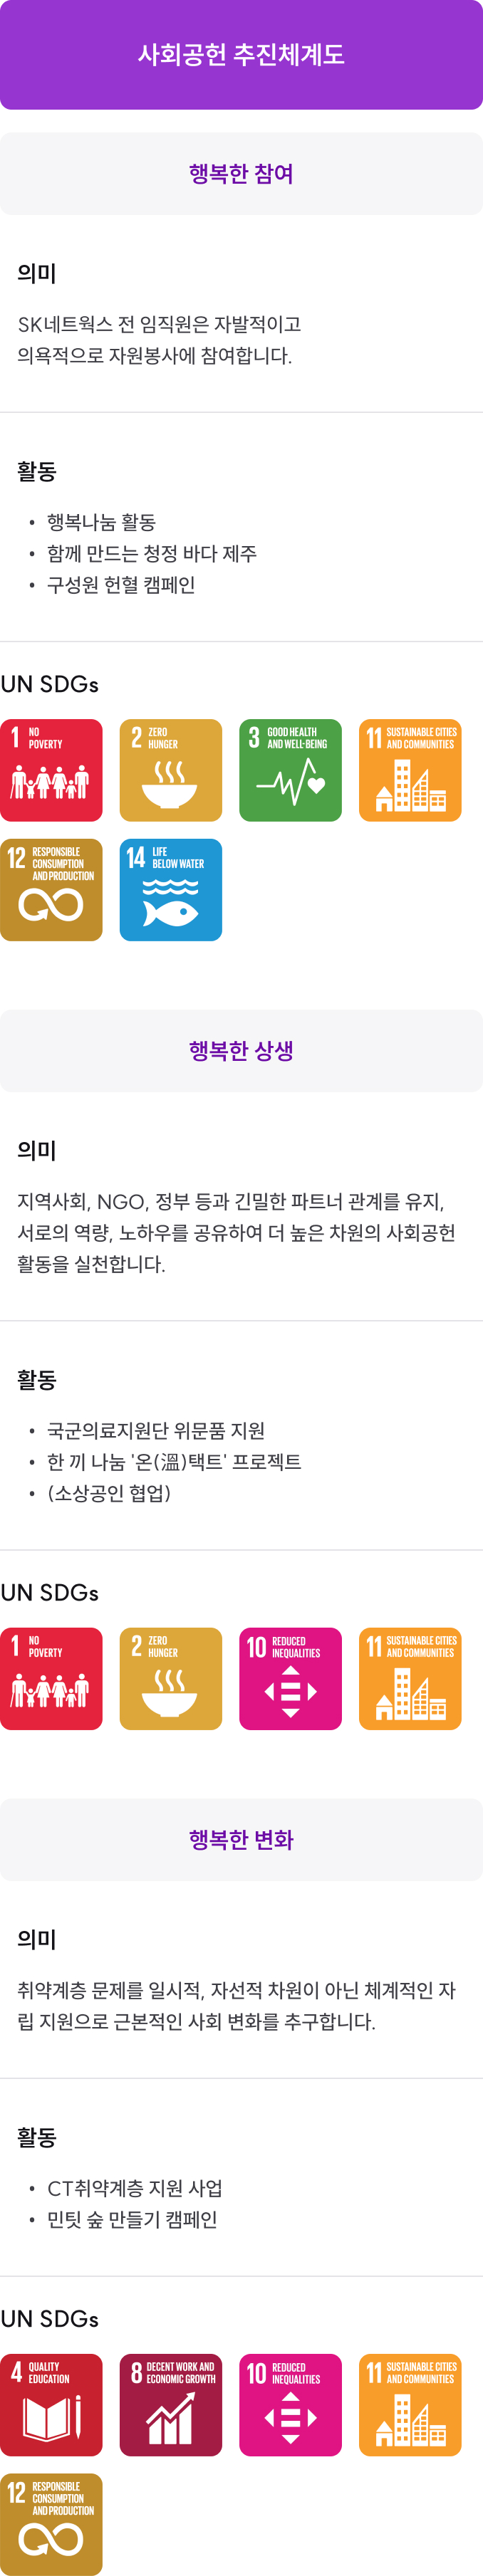 사회공헌 추진체계도
행복한 참여
의미
SK네트웍스 전 임직원은 자발적이고
의욕적으로 자원봉사에 참여합니다.
활동
• 행복나눔 활동
• 함께 만드는 청정 바다 제주
• 구성원 헌혈 캠페인
UN SDGs
1 NO
POVERTY
2 ZERO
HUNGER
3 GOOD HEALTH
AND WELL-BEING
11 SUSTAINABLE CITIES
AND COMMUNITIES
12 RESPONSIBLE
CONSUMPTION
AND PRODUCTION
14 LIFE
BELOW WATER
행복한 상생
의미
지역사회, NGO, 정부 등과 긴밀한 파트너 관계를 유지,
서로의 역량, 노하우를 공유하여 더 높은 차원의 사회공헌
활동을 실천합니다.
활동
• 국군의료지원단 위문품 지원
• 한 끼 나눔 '온(溫)택트' 프로젝트
• (소상공인 협업)
UN SDGs
1 NO
POVERTY
2 ZERO
HUNGER
10 REDUCED
INEQUALITIES
11 SUSTAINABLE CITIES
AND COMMUNITIES
행복한 변화
의미
취약계층 문제를 일시적, 자선적 차원이 아닌 체계적인 자
립 지원으로 근본적인 사회 변화를 추구합니다.
활동
• CT취약계층 지원 사업
• 민팃 숲 만들기 캠페인
UN SDGs
4 QUALITY
EDUCATION
8 DECENT WORK AND
ECONOMIC GROWTH
10 REDUCED
INEQUALITIES
11 SUSTAINABLE CITIES
AND COMMUNITIES
12 RESPONSIBLE
CONSUMPTION
AND PRODUCTION